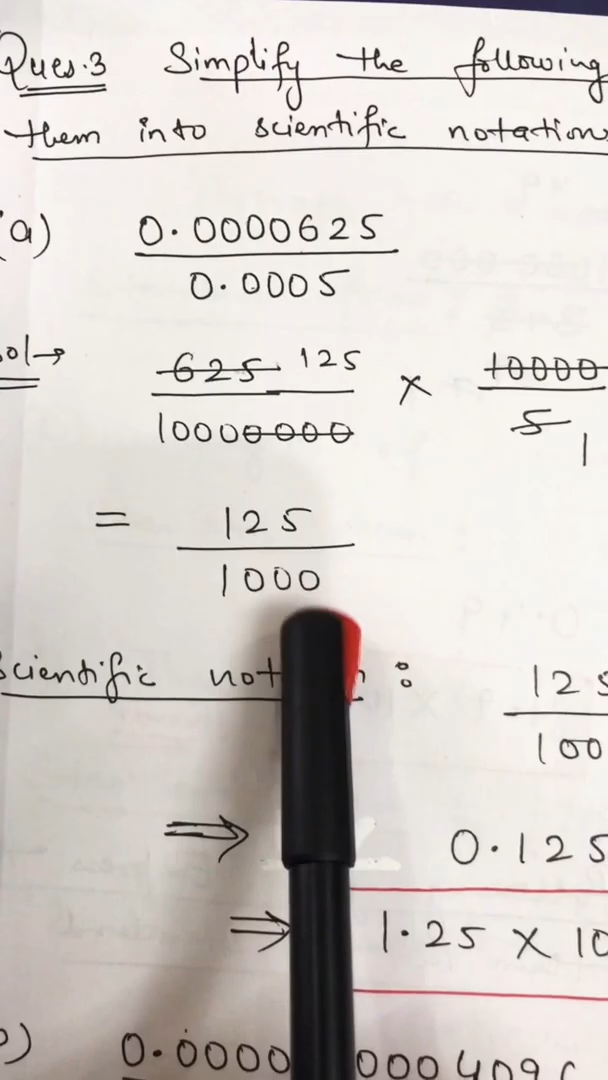 Ques.3 Simplify the following
them into scientific notation
(a) 0.0000625
0.0005
Sol→ 625 125 × 10000
10000000 5 1
= 125
1000
Scientific :
125
100
⇒ 0.125
⇒ 1.25 × 10
0.0000 000409